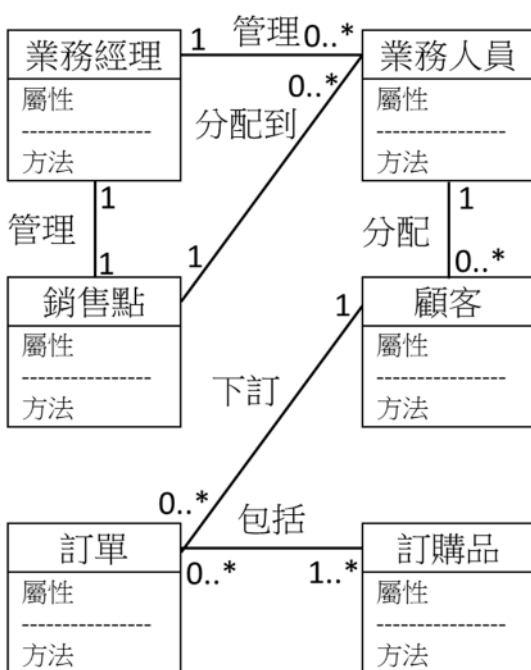 1 管理 0..*
業務經理
屬性
----------------
方法
業務人員
屬性
----------------
方法
0..*
分配到
1
管理
1
1
1
分配
0..*
銷售點
屬性
----------------
方法
顧客
屬性
----------------
方法
1
下訂
0..*
包括
0..*
1..*
訂單
屬性
----------------
方法
訂購品
屬性
----------------
方法